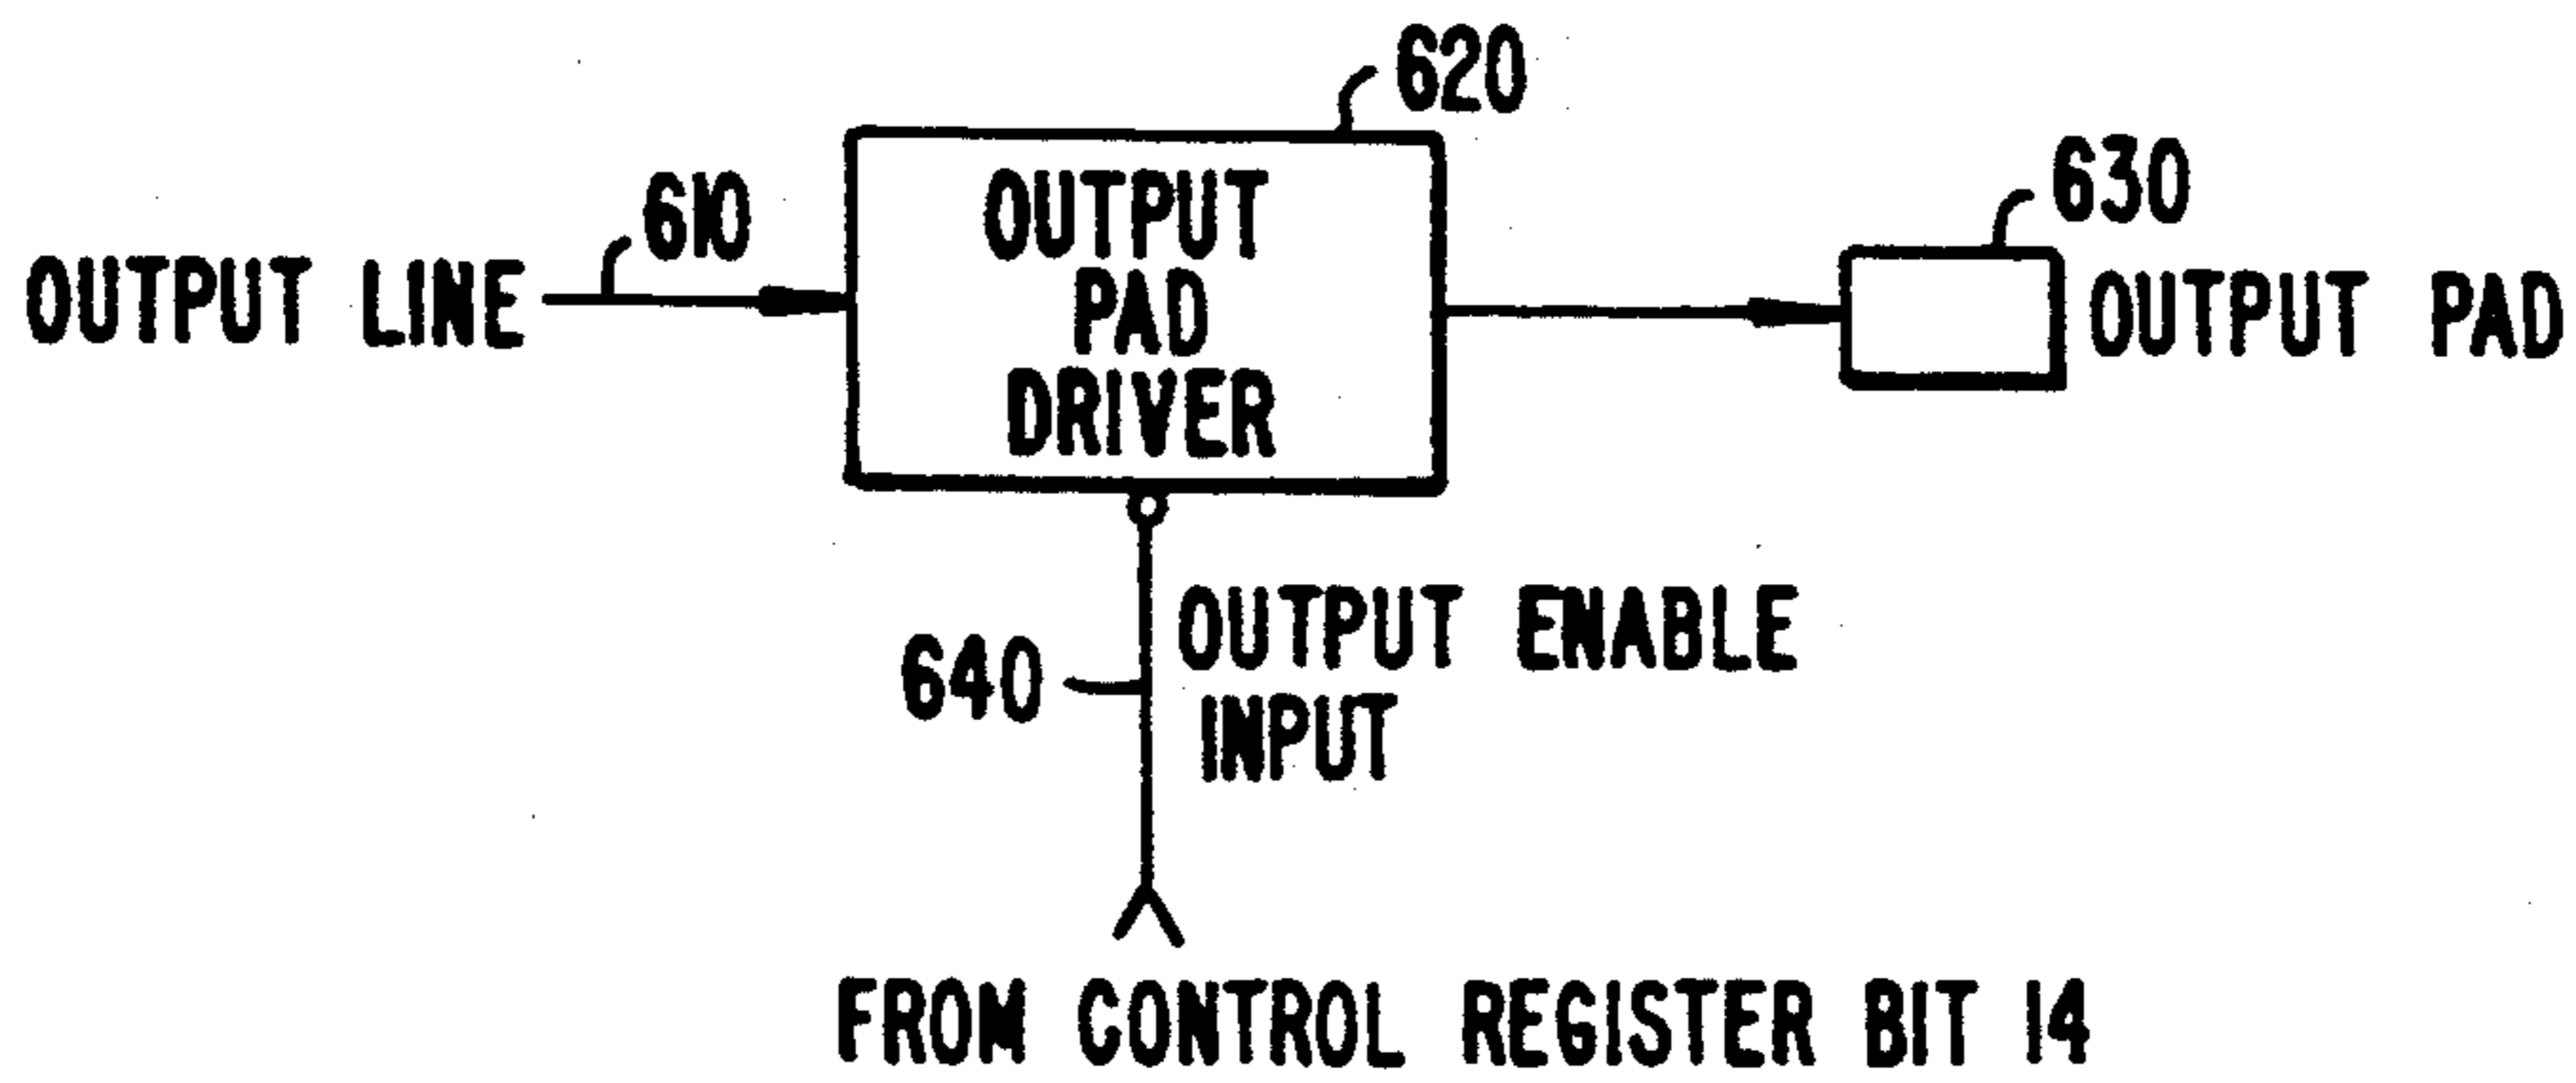 620
630
610
OUTPUT LINE
OUTPUT
PAD
DRIVER
OUTPUT PAD
640
OUTPUT ENABLE
INPUT
FROM CONTROL REGISTER BIT 14